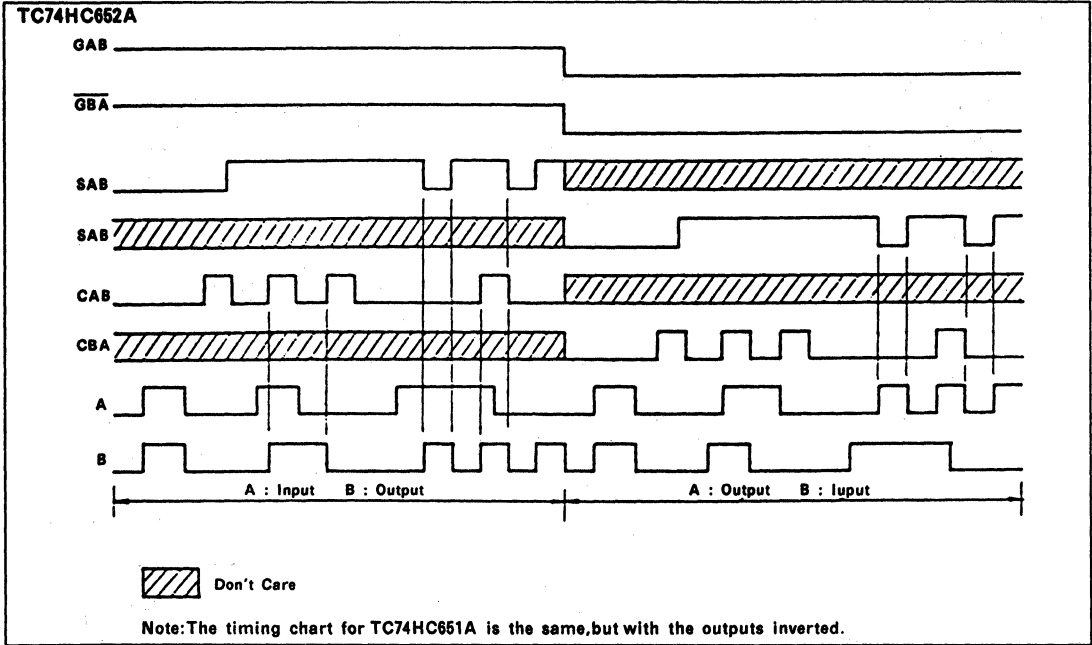 TC74HC652A
GAB
G̅B̅A̅
SAB
SAB
CAB
CBA
A
B
A : Input B : Output
A : Output B : Iuput
Don't Care
Note:The timing chart for TC74HC651A is the same,but with the outputs inverted.